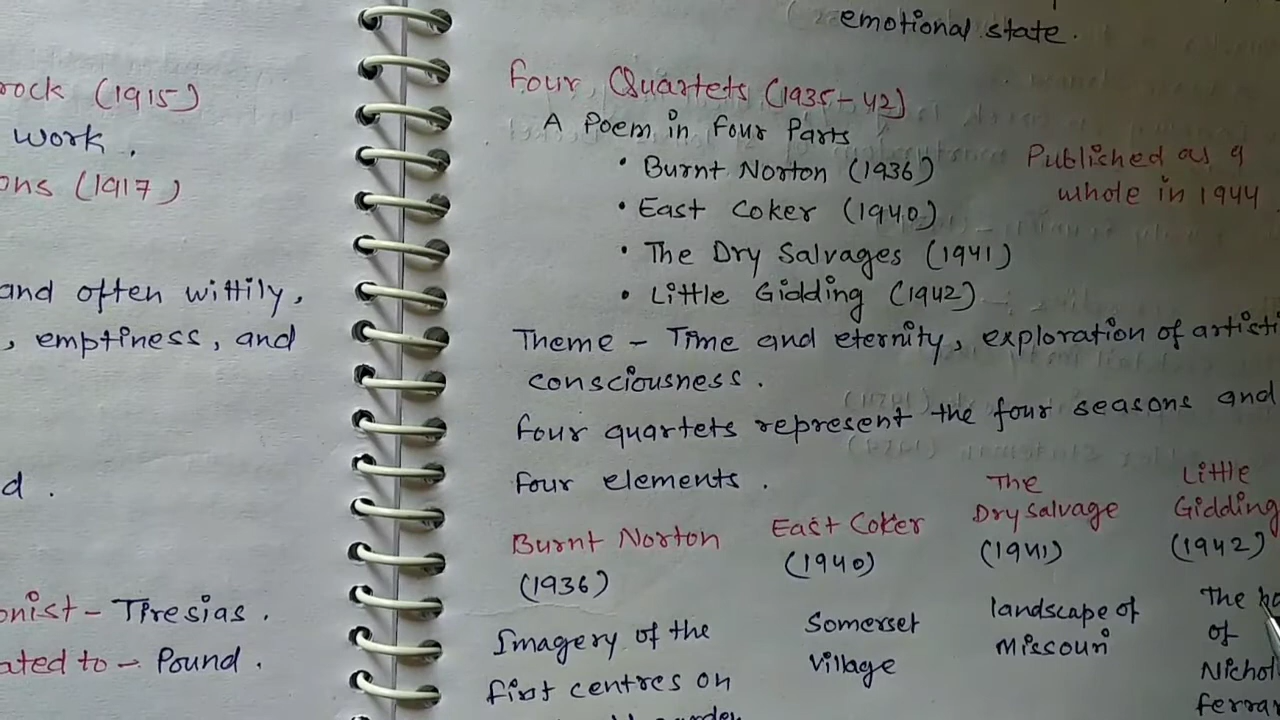 rock (1915)
work.
ons (1917)
and often wittily,
, emptiness, and
d.
onist - Tiresias.
ated to - Pound.
emotional state.
Four Quartets (1935-42)
A Poem in Four Parts
• Burnt Norton (1936)
• East Coker (1940)
• The Dry Salvages (1941)
• Little Gidding (1942)
Published as a
whole in 1944
Theme - Time and eternity, exploration of artisti
consciousness.
Four quartets represent the four seasons and
four elements.
Burnt Norton
(1936)
Imagery of the
first centres on
East Coker
(1940)
Somerset
village
The
Dry Salvage
(1941)
landscape of
Missouri
Little
Gidding
(1942)
The
of
Nichol
ferrar